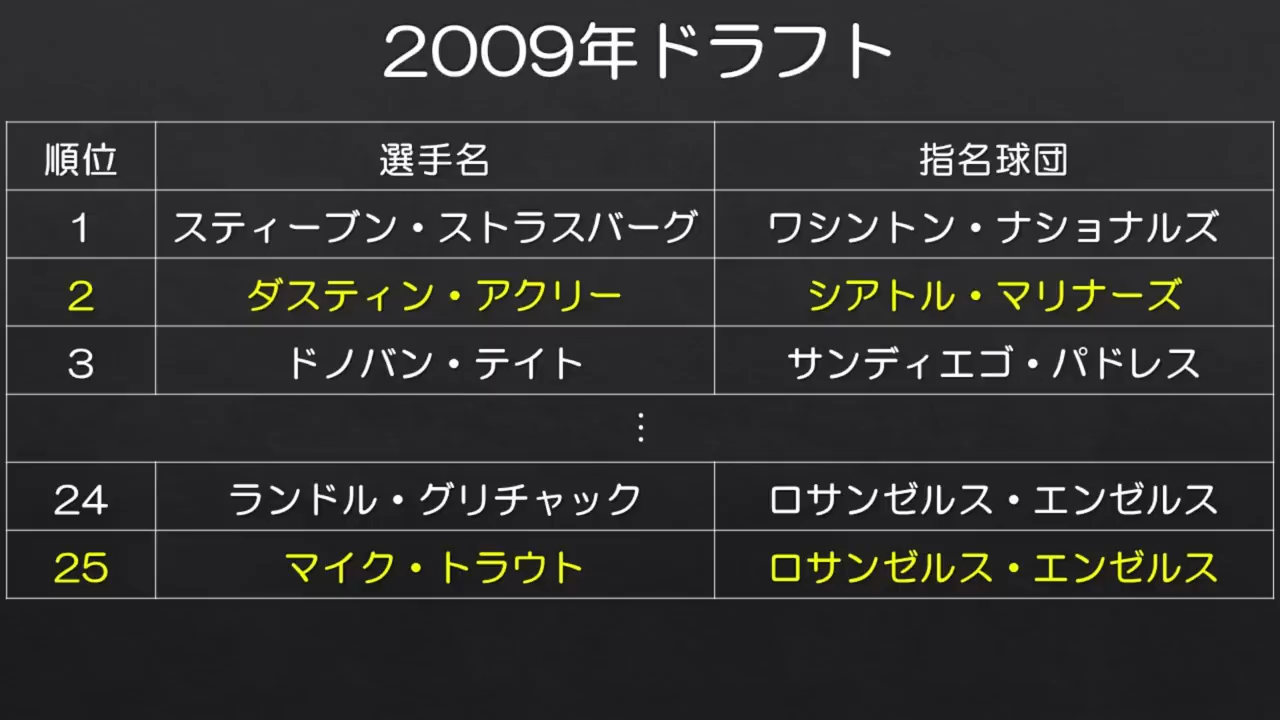 2009年ドラフト
順位 選手名 指名球団
1 スティーブン・ストラスバーグ ワシントン・ナショナルズ
2 ダスティン・アクリー シアトル・マリナーズ
3 ドノバン・テイト サンディエゴ・パドレス
⋮
24 ランドル・グリチャック ロサンゼルス・エンゼルス
25 マイク・トラウト ロサンゼルス・エンゼルス